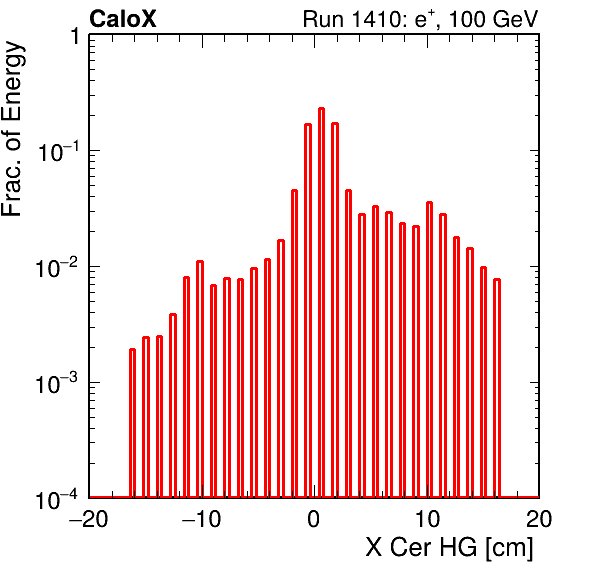 CaloX Run 1410: e⁺, 100 GeV
Frac. of Energy
1
10⁻¹
10⁻²
10⁻³
10⁻⁴
−20 −10 0 10 20
X Cer HG [cm]